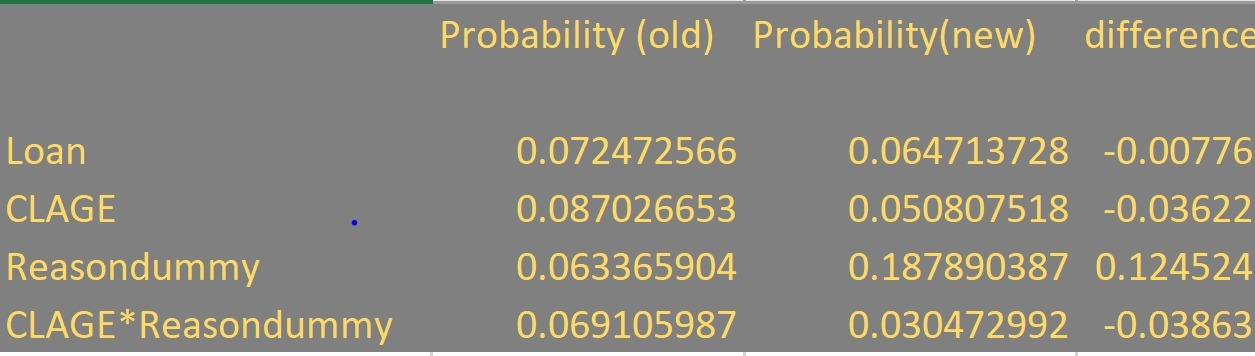 Probability (old) Probability(new) difference
Loan 0.072472566 0.064713728 -0.00776
CLAGE 0.087026653 0.050807518 -0.03622
Reasondummy 0.063365904 0.187890387 0.124524
CLAGE*Reasondummy 0.069105987 0.030472992 -0.03863